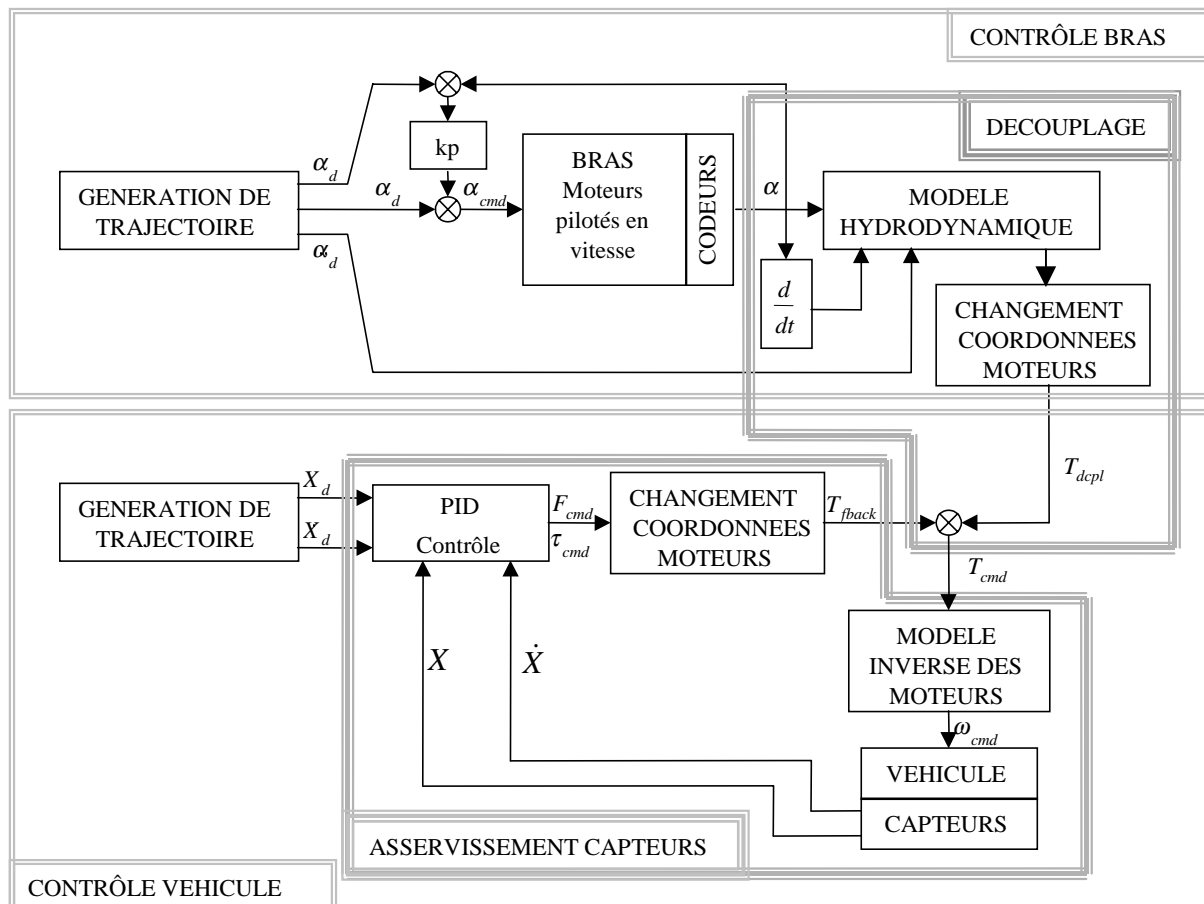 CONTRÔLE BRAS
DECOUPLAGE
kp
BRAS
Moteurs
pilotés en
vitesse
CODEURS
GENERATION DE
TRAJECTOIRE
α_d
α_d
α_d
α_cmd
α
MODELE
HYDRODYNAMIQUE
d
dt
CHANGEMENT
COORDONNEES
MOTEURS
T_dcpl
GENERATION DE
TRAJECTOIRE
X_d
X_d
PID
Contrôle
F_cmd
τ_cmd
CHANGEMENT
COORDONNEES
MOTEURS
T_fback
T_cmd
X
Ẋ
MODELE
INVERSE DES
MOTEURS
ω_cmd
VEHICULE
CAPTEURS
ASSERVISSEMENT CAPTEURS
CONTRÔLE VEHICULE